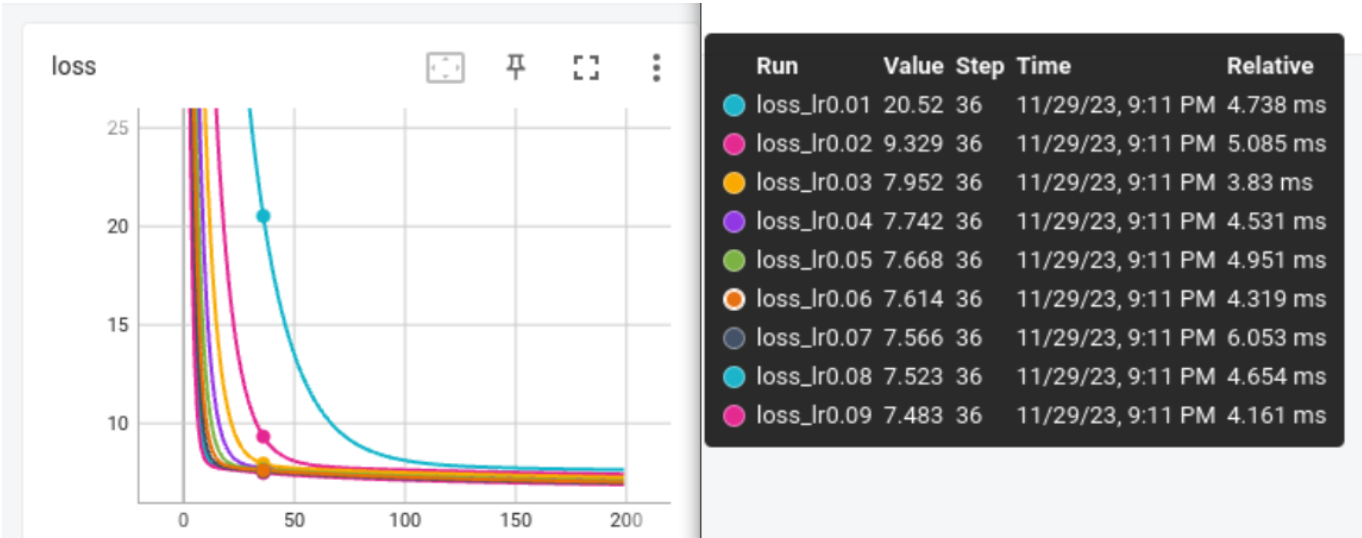 loss
25
20
15
10
0 50 100 150 200
Run Value Step Time Relative
loss_lr0.01 20.52 36 11/29/23, 9:11 PM 4.738 ms
loss_lr0.02 9.329 36 11/29/23, 9:11 PM 5.085 ms
loss_lr0.03 7.952 36 11/29/23, 9:11 PM 3.83 ms
loss_lr0.04 7.742 36 11/29/23, 9:11 PM 4.531 ms
loss_lr0.05 7.668 36 11/29/23, 9:11 PM 4.951 ms
loss_lr0.06 7.614 36 11/29/23, 9:11 PM 4.319 ms
loss_lr0.07 7.566 36 11/29/23, 9:11 PM 6.053 ms
loss_lr0.08 7.523 36 11/29/23, 9:11 PM 4.654 ms
loss_lr0.09 7.483 36 11/29/23, 9:11 PM 4.161 ms